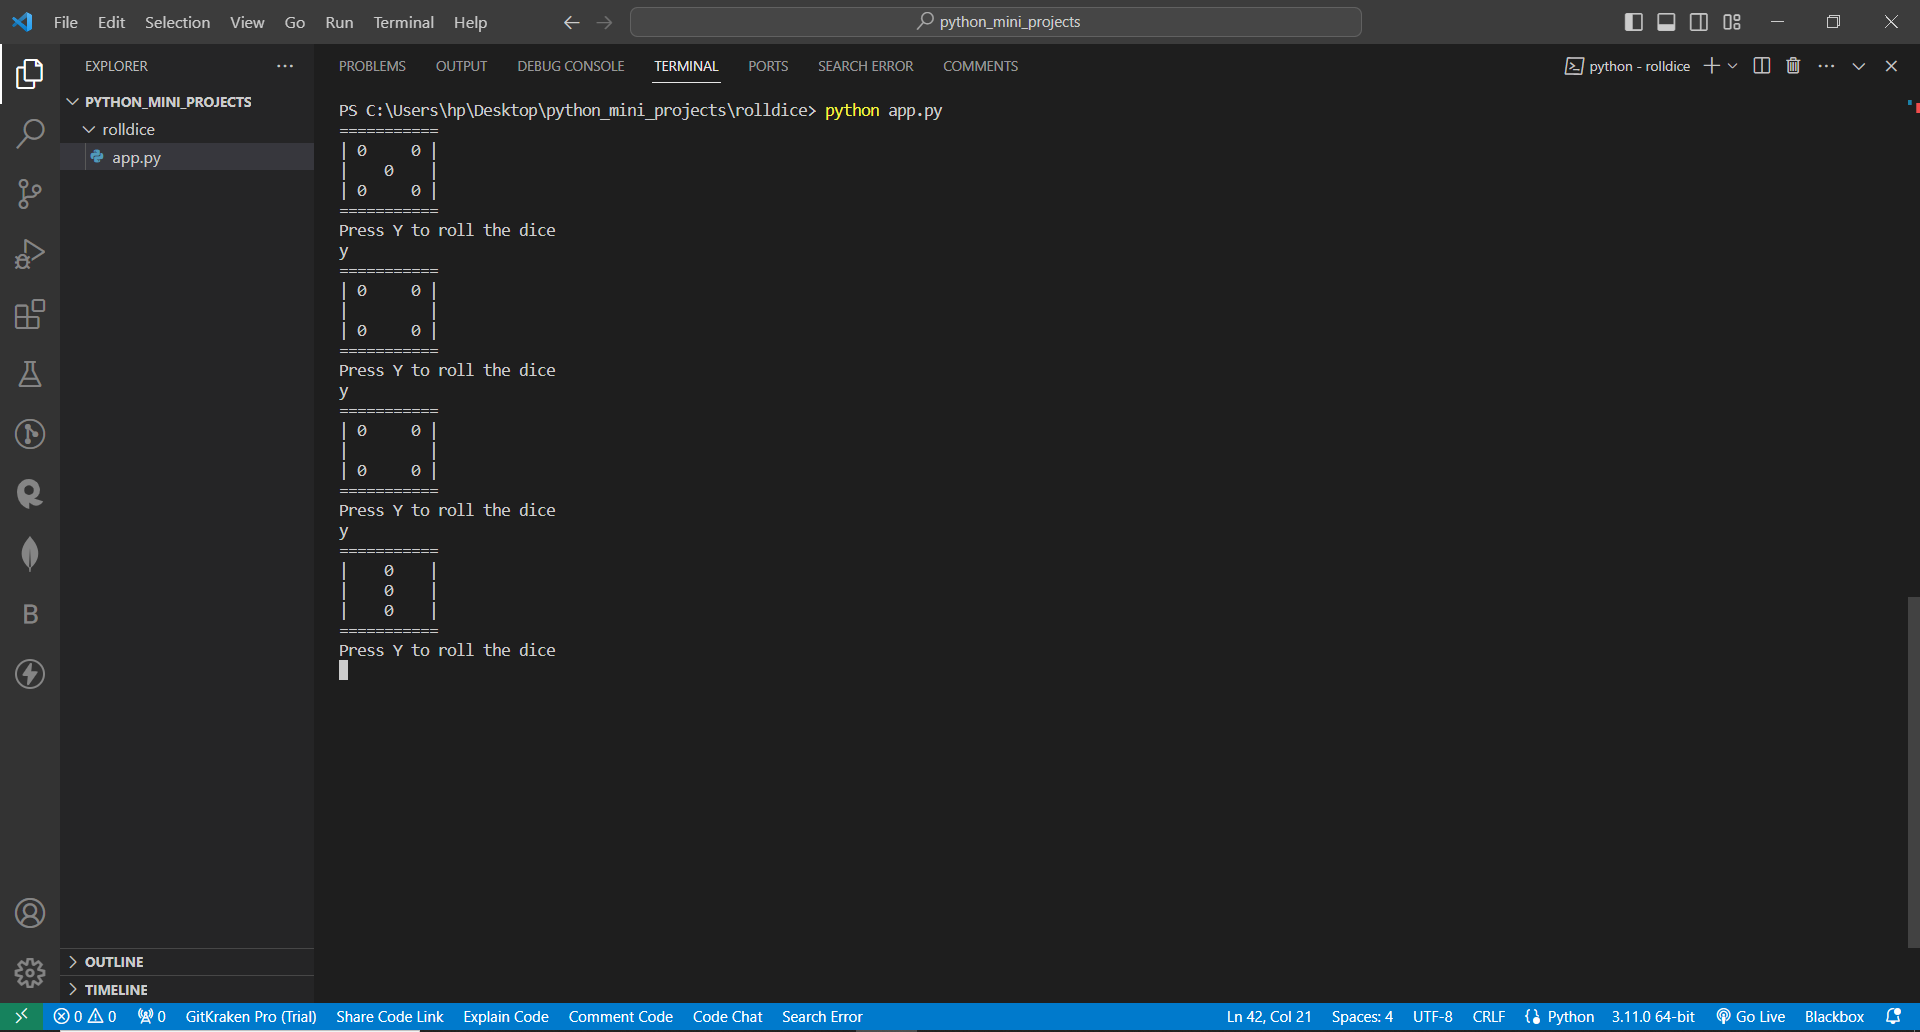 File Edit Selection View Go Run Terminal Help python_mini_projects
EXPLORER
PROBLEMS OUTPUT DEBUG CONSOLE TERMINAL PORTS SEARCH ERROR COMMENTS python - rolldice
PYTHON_MINI_PROJECTS
rolldice
app.py
PS C:\Users\hp\Desktop\python_mini_projects\rolldice> python app.py
===========
| 0     0 |
|    0    |
| 0     0 |
===========
Press Y to roll the dice
y
===========
| 0     0 |
|         |
| 0     0 |
===========
Press Y to roll the dice
y
===========
| 0     0 |
|         |
| 0     0 |
===========
Press Y to roll the dice
y
===========
|    0    |
|    0    |
|    0    |
===========
Press Y to roll the dice
B
OUTLINE
TIMELINE
0 0 0 GitKraken Pro (Trial) Share Code Link Explain Code Comment Code Code Chat Search Error Ln 42, Col 21 Spaces: 4 UTF-8 CRLF Python 3.11.0 64-bit Go Live Blackbox